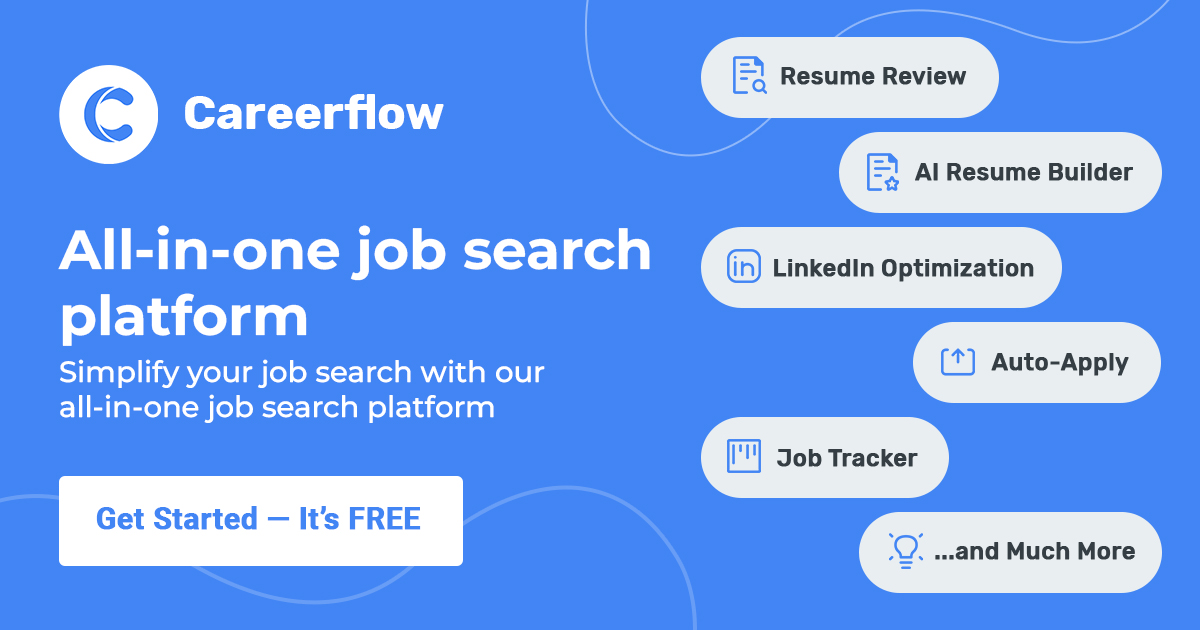 Careerflow
All-in-one job search
platform
Simplify your job search with our
all-in-one job search platform
Get Started — It’s FREE
Resume Review
AI Resume Builder
LinkedIn Optimization
Auto-Apply
Job Tracker
...and Much More